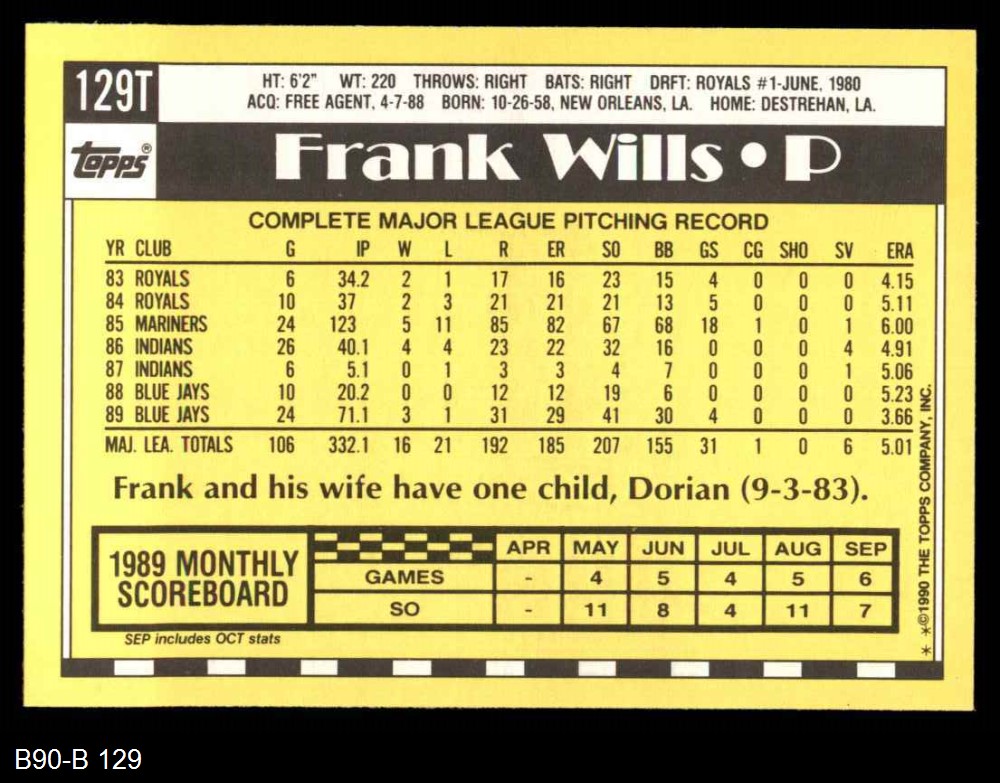 129T
HT: 6'2" WT: 220 THROWS: RIGHT BATS: RIGHT DRFT: ROYALS #1-JUNE, 1980
ACQ: FREE AGENT, 4-7-88 BORN: 10-26-58, NEW ORLEANS, LA. HOME: DESTREHAN, LA.
topps®
Frank Wills • P
COMPLETE MAJOR LEAGUE PITCHING RECORD
YR CLUB G IP W L R ER SO BB GS CG SHO SV ERA
83 ROYALS 6 34.2 2 1 17 16 23 15 4 0 0 0 4.15
84 ROYALS 10 37 2 3 21 21 21 13 5 0 0 0 5.11
85 MARINERS 24 123 5 11 85 82 67 68 18 1 0 1 6.00
86 INDIANS 26 40.1 4 4 23 22 32 16 0 0 0 4 4.91
87 INDIANS 6 5.1 0 1 3 3 4 7 0 0 0 1 5.06
88 BLUE JAYS 10 20.2 0 0 12 12 19 6 0 0 0 0 5.23
89 BLUE JAYS 24 71.1 3 1 31 29 41 30 4 0 0 0 3.66
MAJ. LEA. TOTALS 106 332.1 16 21 192 185 207 155 31 1 0 6 5.01
Frank and his wife have one child, Dorian (9-3-83).
1989 MONTHLY
SCOREBOARD
APR MAY JUN JUL AUG SEP
GAMES - 4 5 4 5 6
SO - 11 8 4 11 7
SEP includes OCT stats
**©1990 THE TOPPS COMPANY, INC.
B90-B 129